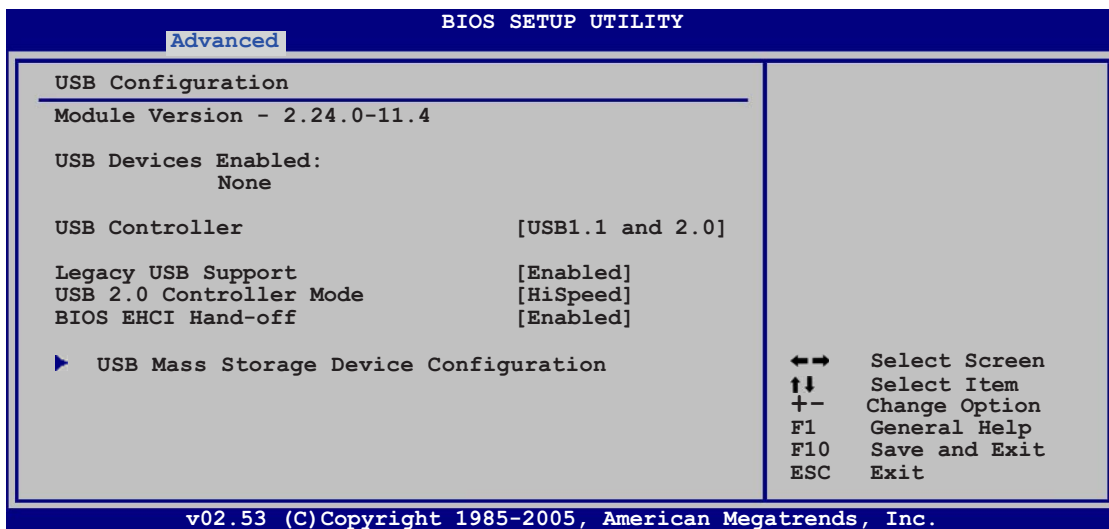 BIOS SETUP UTILITY
Advanced
USB Configuration
Module Version - 2.24.0-11.4
USB Devices Enabled:
None
USB Controller [USB1.1 and 2.0]
Legacy USB Support [Enabled]
USB 2.0 Controller Mode [HiSpeed]
BIOS EHCI Hand-off [Enabled]
USB Mass Storage Device Configuration
←→ Select Screen
↑↓ Select Item
+- Change Option
F1 General Help
F10 Save and Exit
ESC Exit
v02.53 (C)Copyright 1985-2005, American Megatrends, Inc.